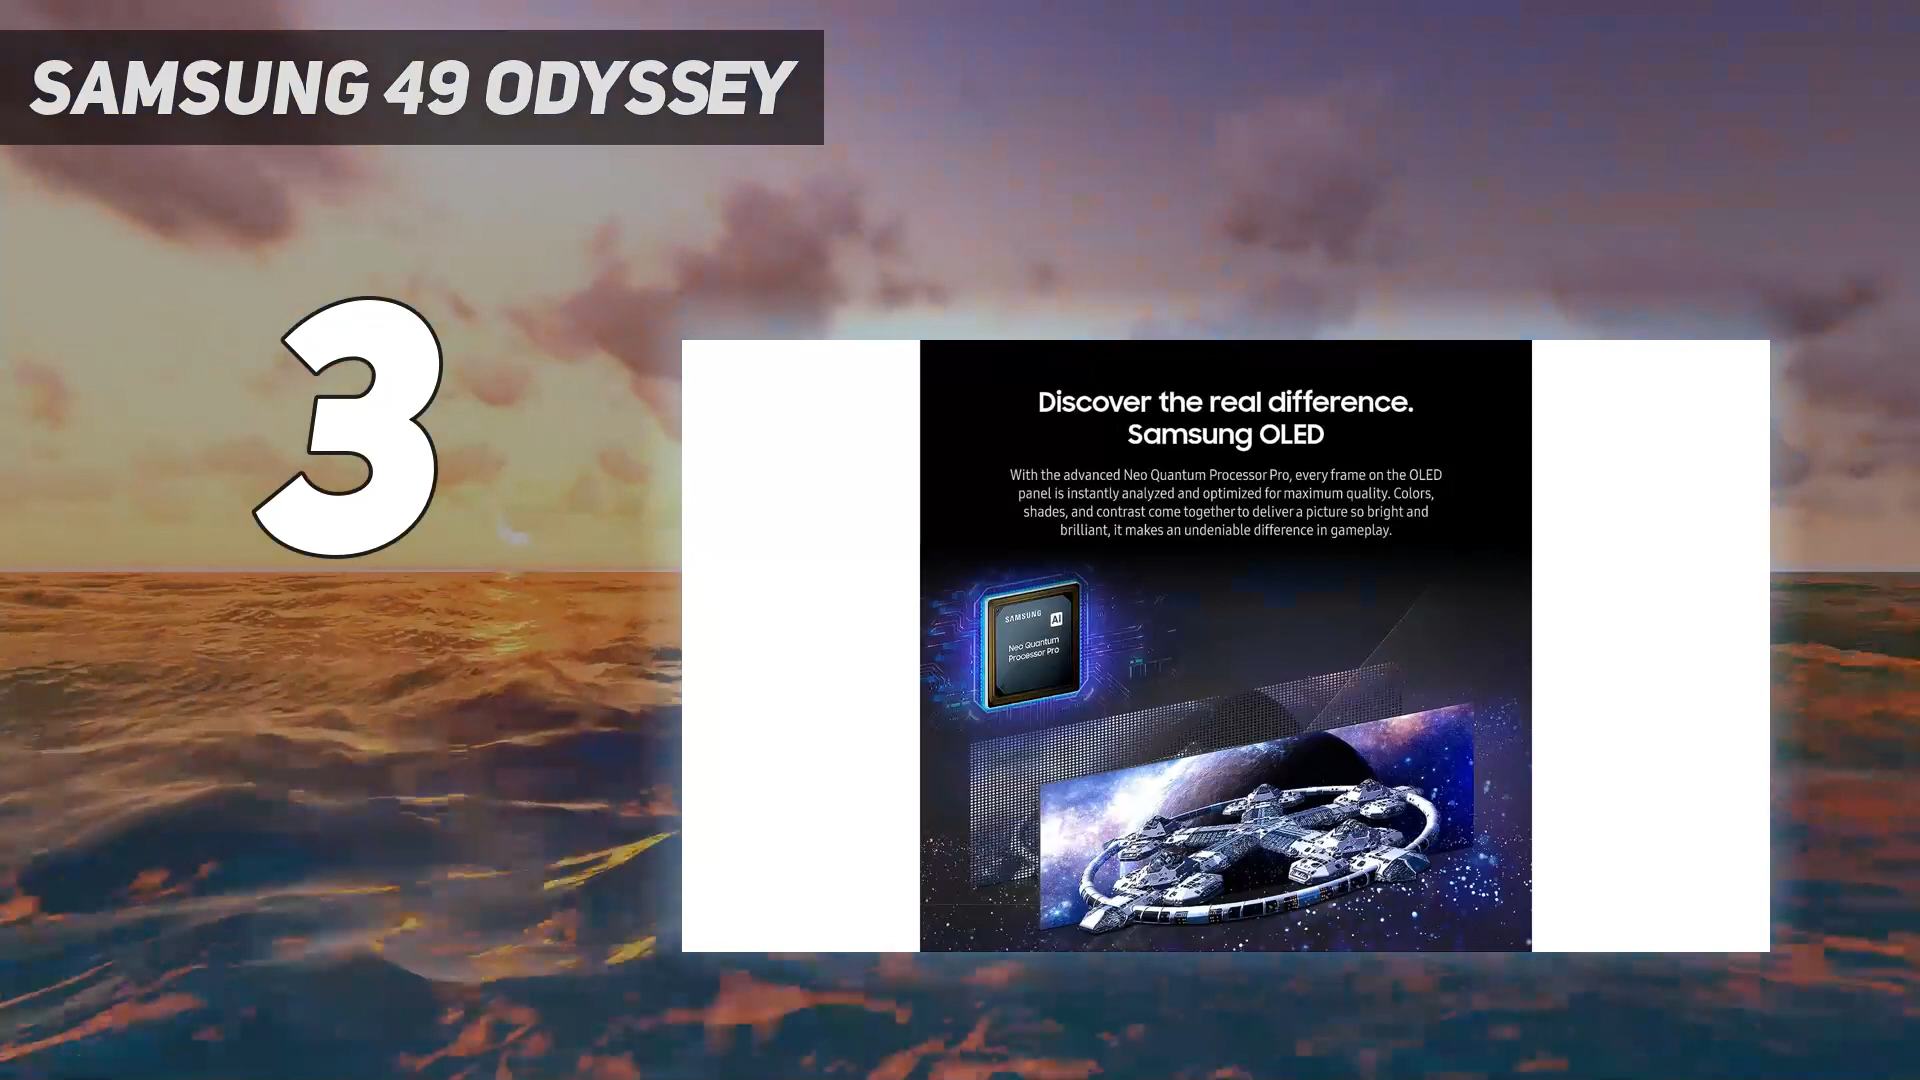 SAMSUNG 49 ODYSSEY
3
Discover the real difference.
Samsung OLED
With the advanced Neo Quantum Processor Pro, every frame on the OLED
panel is instantly analyzed and optimized for maximum quality. Colors,
shades, and contrast come together to deliver a picture so bright and
brilliant, it makes an undeniable difference in gameplay.
SAMSUNG AI
Neo Quantum
Processor Pro